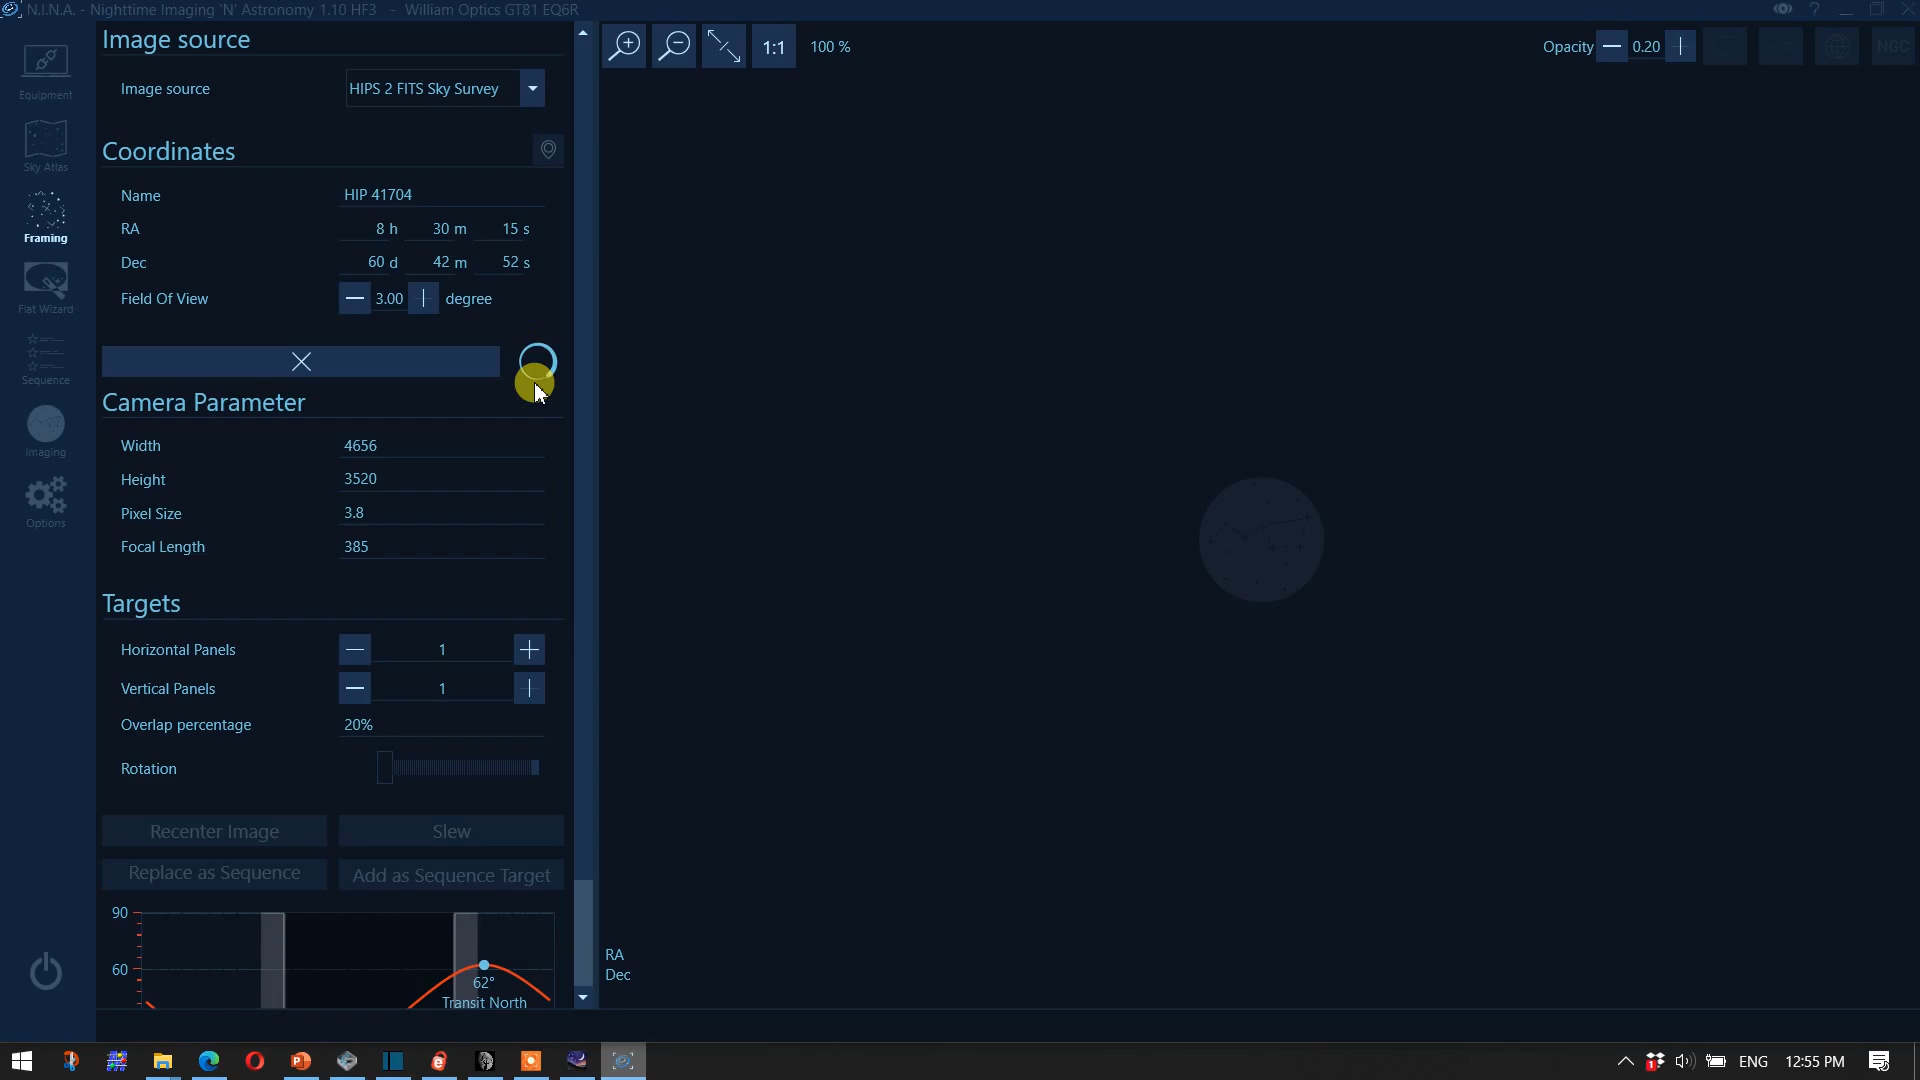 N.I.N.A. - Nighttime Imaging 'N' Astronomy 1.10 HF3 - William Optics GT81 EQ6R
Equipment
Sky Atlas
Framing
Flat Wizard
Sequence
Imaging
Options
Image source
Image source HIPS 2 FITS Sky Survey
Coordinates
Name HIP 41704
RA 8 h 30 m 15 s
Dec 60 d 42 m 52 s
Field Of View 3.00 degree
Camera Parameter
Width 4656
Height 3520
Pixel Size 3.8
Focal Length 385
Targets
Horizontal Panels 1
Vertical Panels 1
Overlap percentage 20%
Rotation
Recenter Image Slew
Replace as Sequence Add as Sequence Target
90
60
62°
Transit North
1:1 100 %
Opacity 0.20
NGC
RA
Dec
ENG 12:55 PM